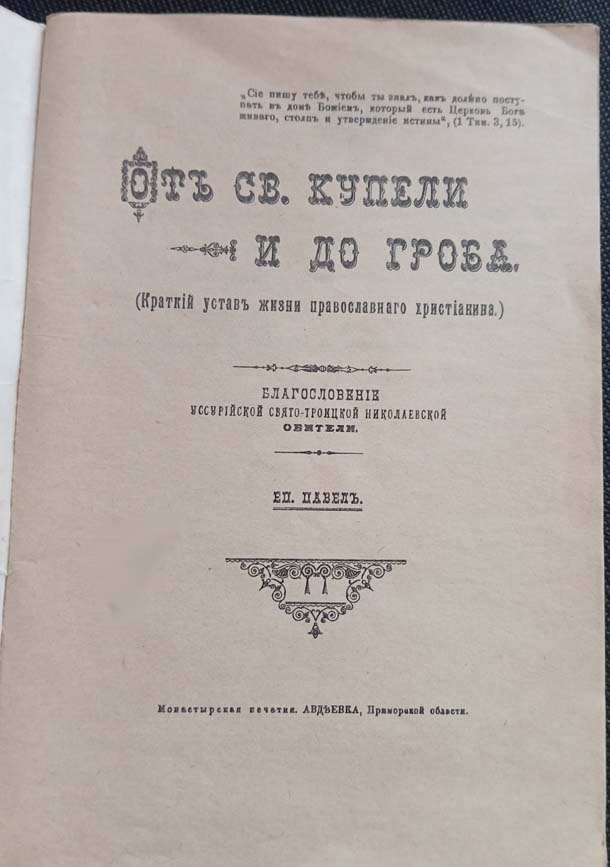 „Сіе пишу тебѣ, чтобы ты зналъ, какъ должно посту-
пать въ домѣ Божіемъ, который есть Церковь Бога
живаго, столпъ и утвержденіе истины“, (1 Тим. 3, 15).
Отъ св. купели
и до гроба.
(Краткій уставъ жизни православнаго христіанина.)
БЛАГОСЛОВЕНІЕ
УССУРІЙСКОЙ СВЯТО-ТРОИЦКОЙ НИКОЛАЕВСКОЙ
ОБИТЕЛИ.
ЕП. ПАВЕЛЪ.
Монастырская печатня. АВДѢЕВКА, Приморской области.